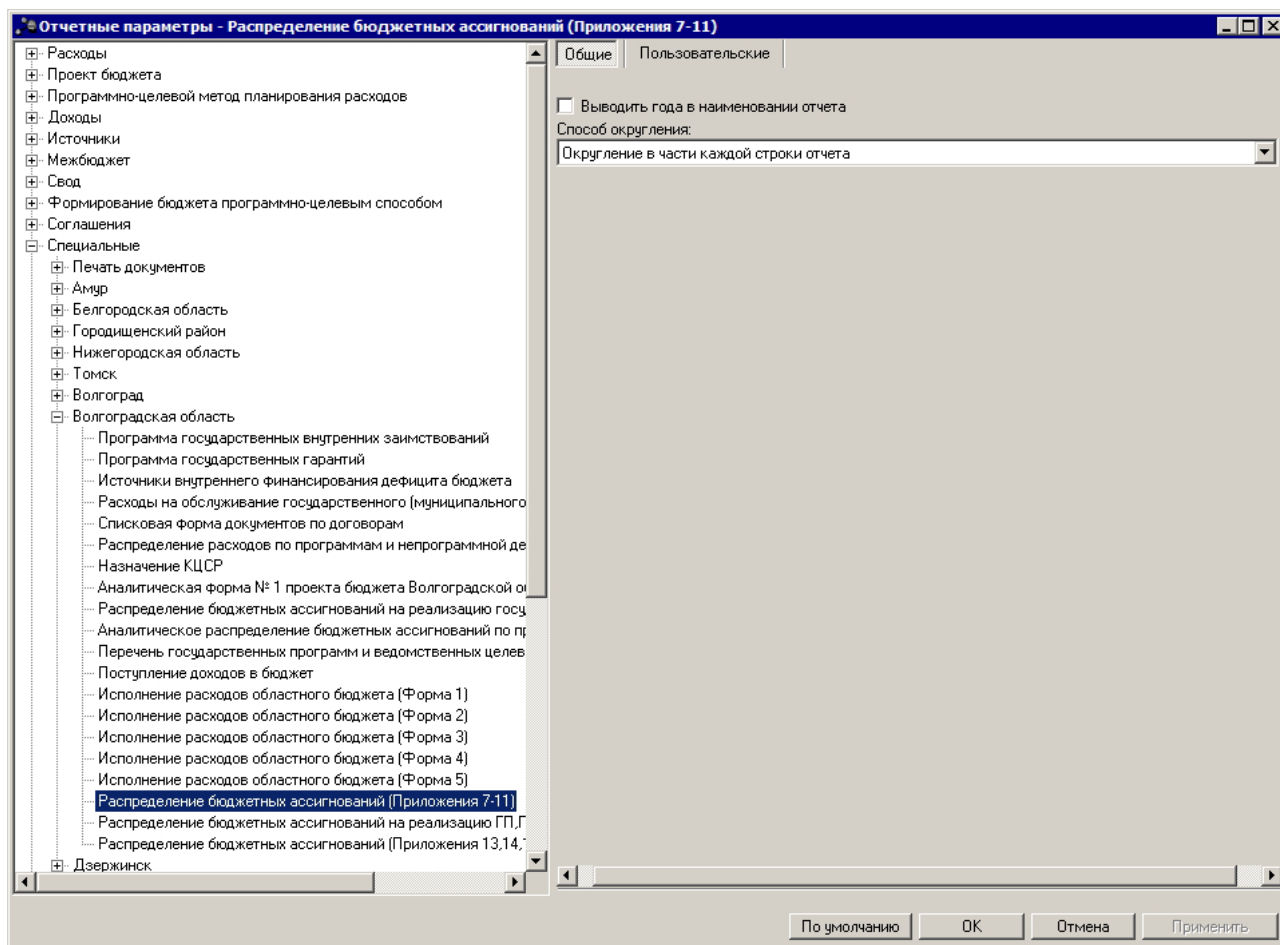 Отчетные параметры - Распределение бюджетных ассигнований (Приложения 7-11)
Расходы
Проект бюджета
Программно-целевой метод планирования расходов
Доходы
Источники
Межбюджет
Свод
Формирование бюджета программно-целевым способом
Соглашения
Специальные
Печать документов
Амур
Белгородская область
Городищенский район
Нижегородская область
Томск
Волгоград
Волгоградская область
Программа государственных внутренних заимствований
Программа государственных гарантий
Источники внутреннего финансирования дефицита бюджета
Расходы на обслуживание государственного (муниципального
Списковая форма документов по договорам
Распределение расходов по программам и непрограммной де
Назначение КЦСР
Аналитическая форма № 1 проекта бюджета Волгоградской о
Распределение бюджетных ассигнований на реализацию госу
Аналитическое распределение бюджетных ассигнований по пр
Перечень государственных программ и ведомственных целев
Поступление доходов в бюджет
Исполнение расходов областного бюджета (Форма 1)
Исполнение расходов областного бюджета (Форма 2)
Исполнение расходов областного бюджета (Форма 3)
Исполнение расходов областного бюджета (Форма 4)
Исполнение расходов областного бюджета (Форма 5)
Распределение бюджетных ассигнований (Приложения 7-11)
Распределение бюджетных ассигнований на реализацию ГП,Г
Распределение бюджетных ассигнований (Приложения 13,14,
Дзержинск
Общие Пользовательские
Выводить года в наименовании отчета
Способ округления:
Округление в части каждой строки отчета
По умолчанию OK Отмена Применить